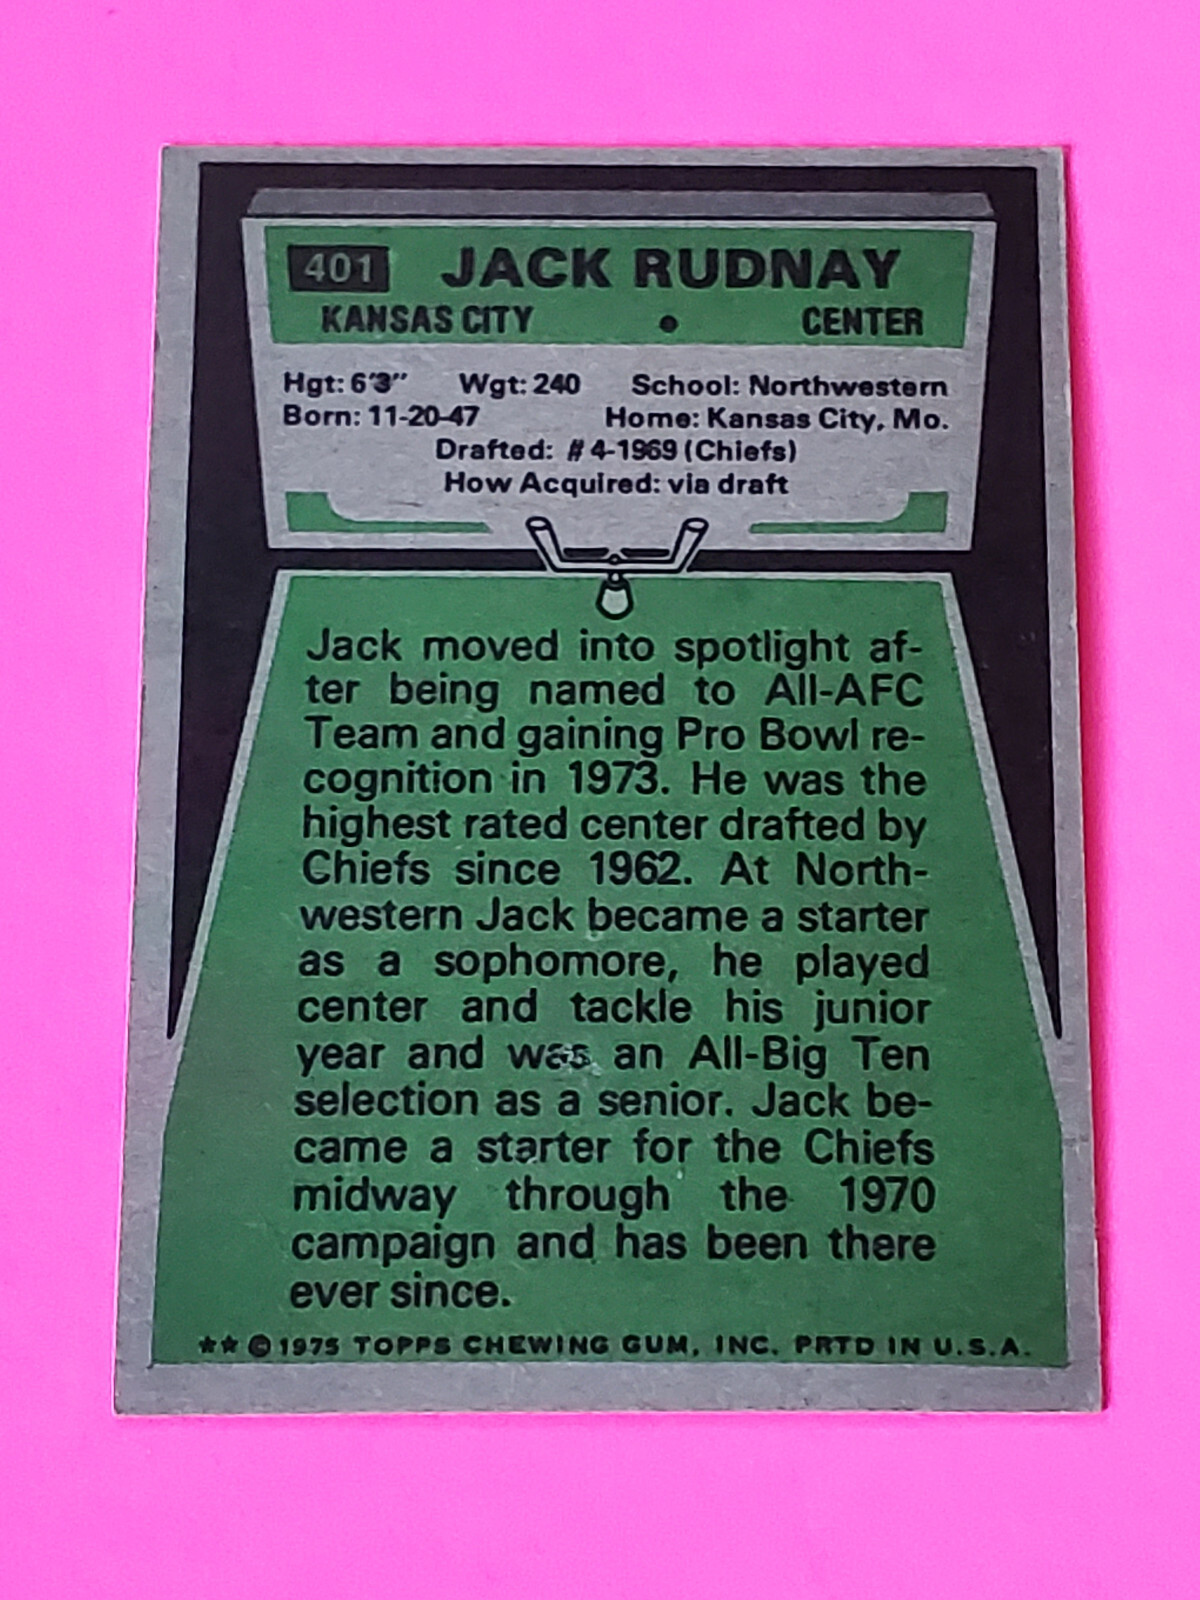 401 JACK RUDNAY
KANSAS CITY • CENTER
Hgt: 6'3" Wgt: 240 School: Northwestern
Born: 11-20-47 Home: Kansas City, Mo.
Drafted: #4-1969 (Chiefs)
How Acquired: via draft
Jack moved into spotlight af-
ter being named to All-AFC
Team and gaining Pro Bowl re-
cognition in 1973. He was the
highest rated center drafted by
Chiefs since 1962. At North-
western Jack became a starter
as a sophomore, he played
center and tackle his junior
year and was an All-Big Ten
selection as a senior. Jack be-
came a starter for the Chiefs
midway through the 1970
campaign and has been there
ever since.
★★ © 1975 TOPPS CHEWING GUM, INC. PRTD IN U.S.A.